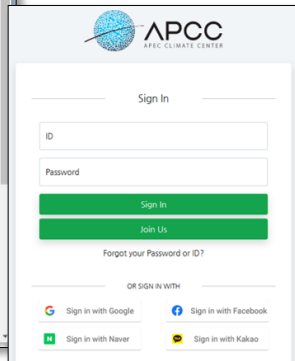 APCC
APEC CLIMATE CENTER
Sign In
ID
Password
Sign In
Join Us
Forgot your Password or ID?
OR SIGN IN WITH
G Sign in with Google
f Sign in with Facebook
N Sign in with Naver
Sign in with Kakao